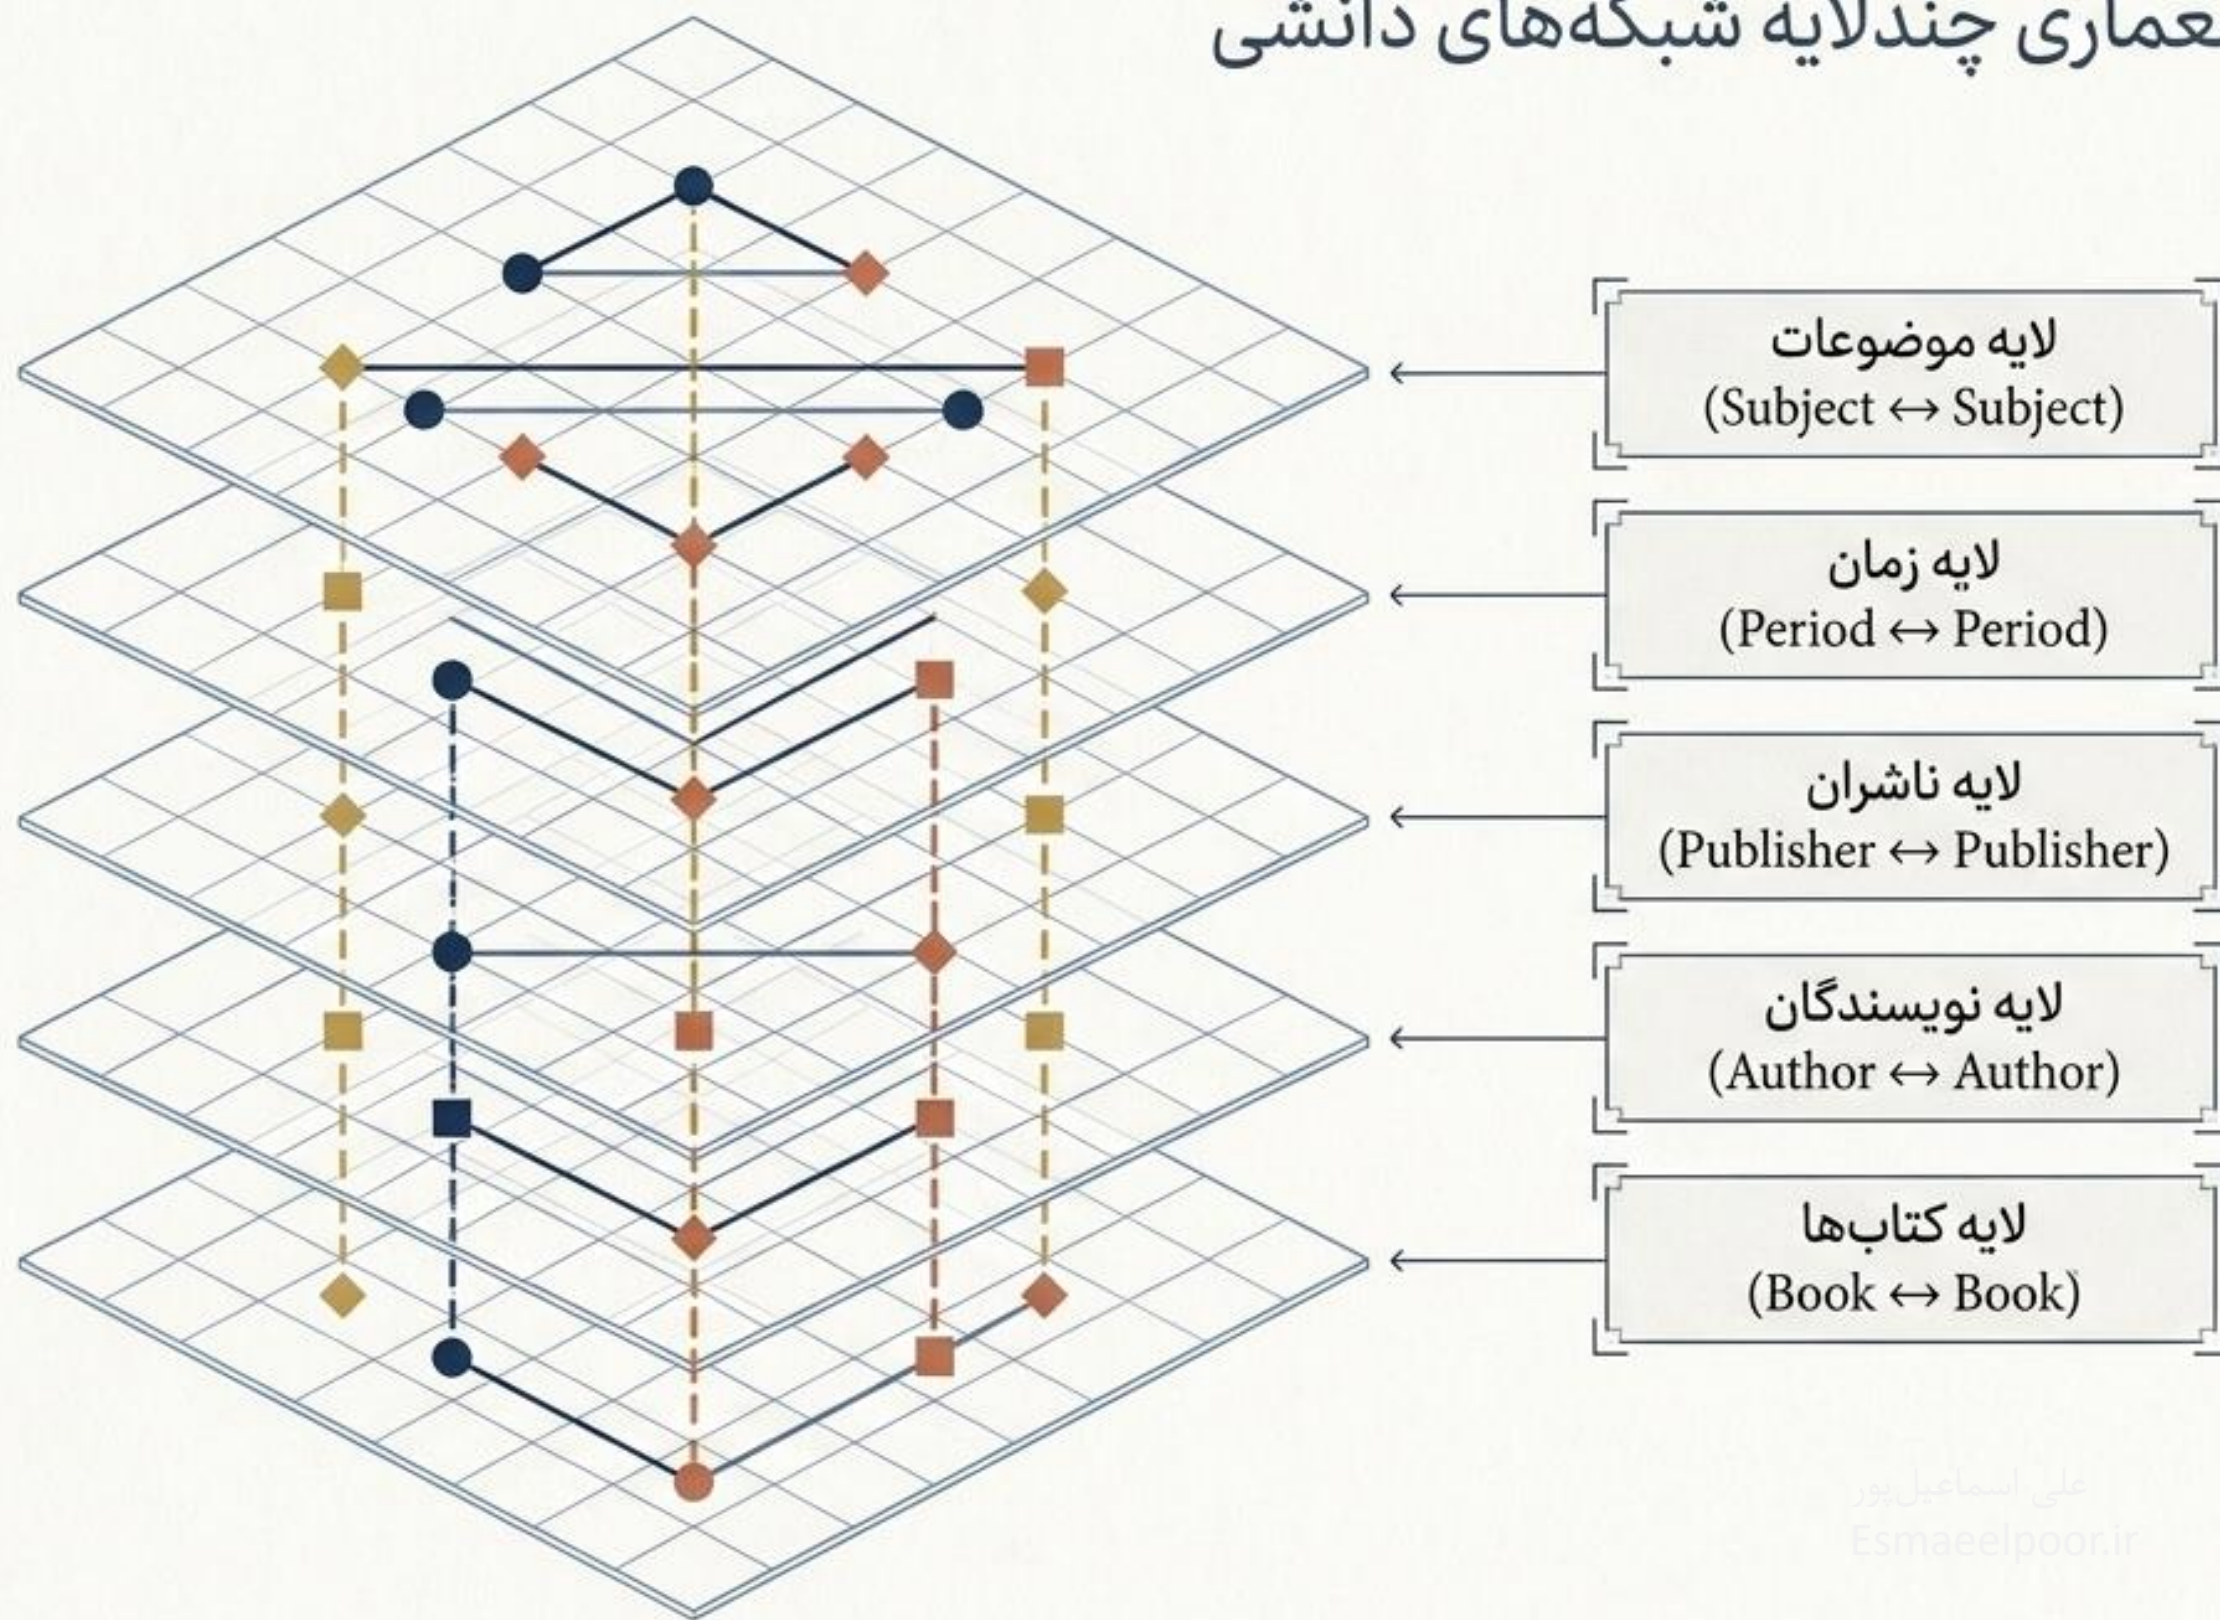 عماری چندلایه شبکه‌های دانشی
لایه موضوعات
(Subject ↔ Subject)
لایه زمان
(Period ↔ Period)
لایه ناشران
(Publisher ↔ Publisher)
لایه نویسندگان
(Author ↔ Author)
لایه کتاب‌ها
(Book ↔ Book)
علی اسماعیل‌پور
Esmaeelpoor.ir